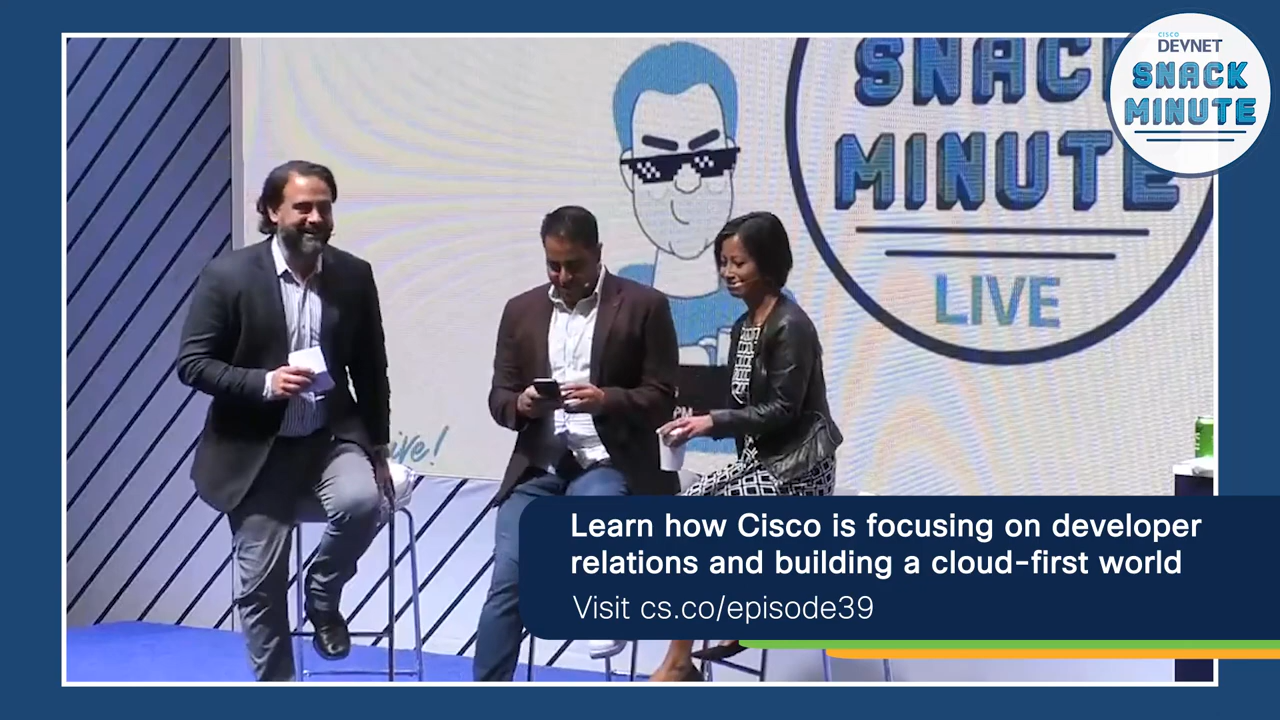 CISCO
DEVNET
SNACK
MINUTE
SNACK
MINUTE
LIVE
ive!
Learn how Cisco is focusing on developer
relations and building a cloud-first world
Visit cs.co/episode39